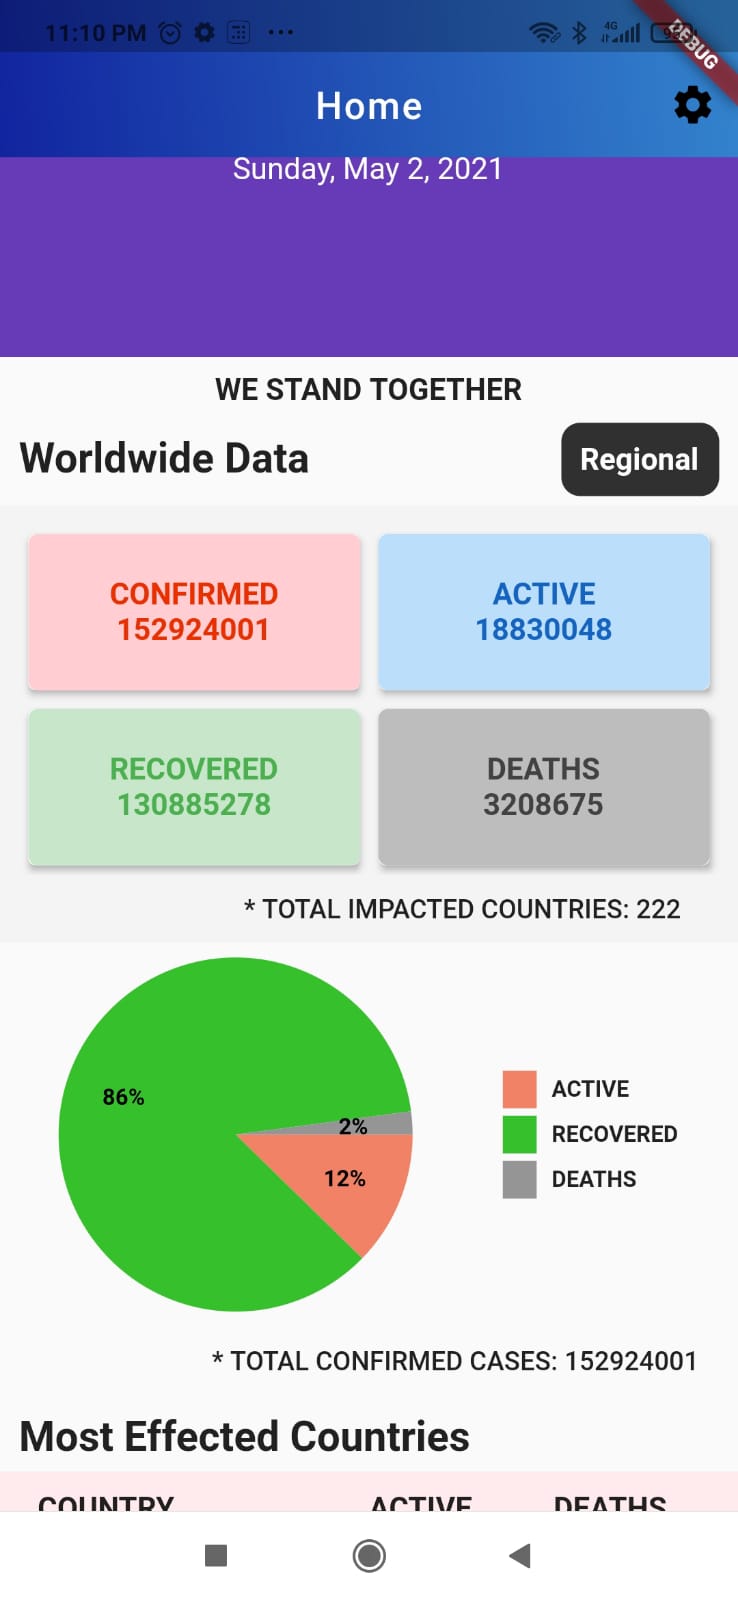 11:10 PM
4G
DEBUG
Home
Sunday, May 2, 2021
WE STAND TOGETHER
Worldwide Data
Regional
CONFIRMED
152924001
ACTIVE
18830048
RECOVERED
130885278
DEATHS
3208675
* TOTAL IMPACTED COUNTRIES: 222
86%
2%
12%
ACTIVE
RECOVERED
DEATHS
* TOTAL CONFIRMED CASES: 152924001
Most Effected Countries
COUNTRY ACTIVE DEATHS